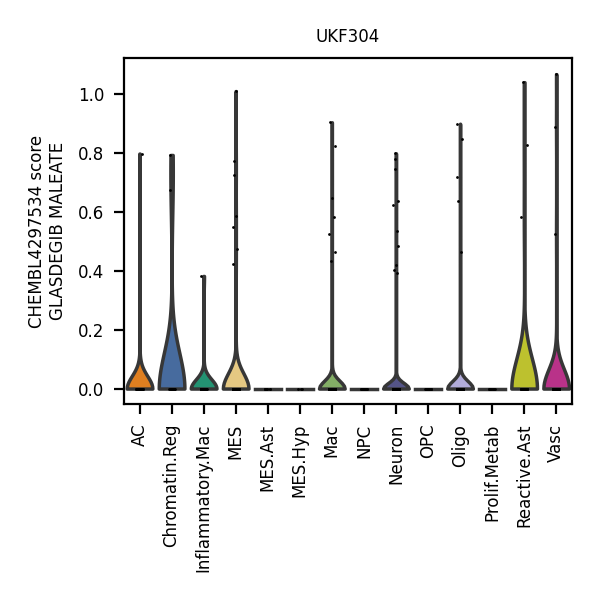 UKF304
CHEMBL4297534 score
GLASDEGIB MALEATE
1.0
0.8
0.6
0.4
0.2
0.0
AC
Chromatin.Reg
Inflammatory.Mac
MES
MES.Ast
MES.Hyp
Mac
NPC
Neuron
OPC
Oligo
Prolif.Metab
Reactive.Ast
Vasc